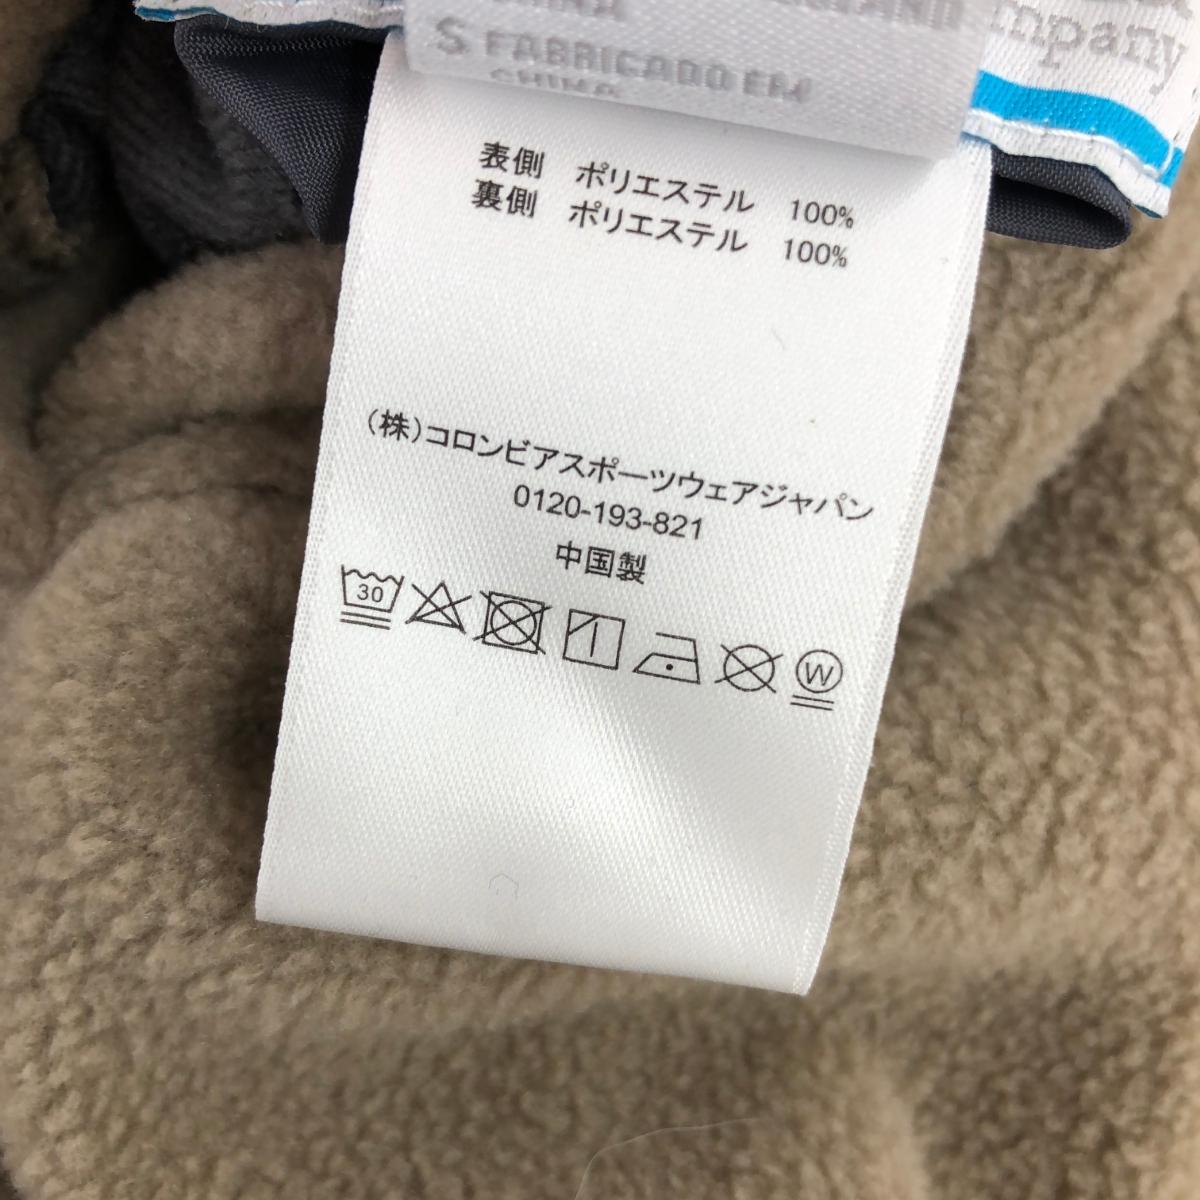 FABRICADO EM
CHINA
mpany
表側 ポリエステル 100%
裏側 ポリエステル 100%
(株)コロンビアスポーツウェアジャパン
0120-193-821
中国製
30
W